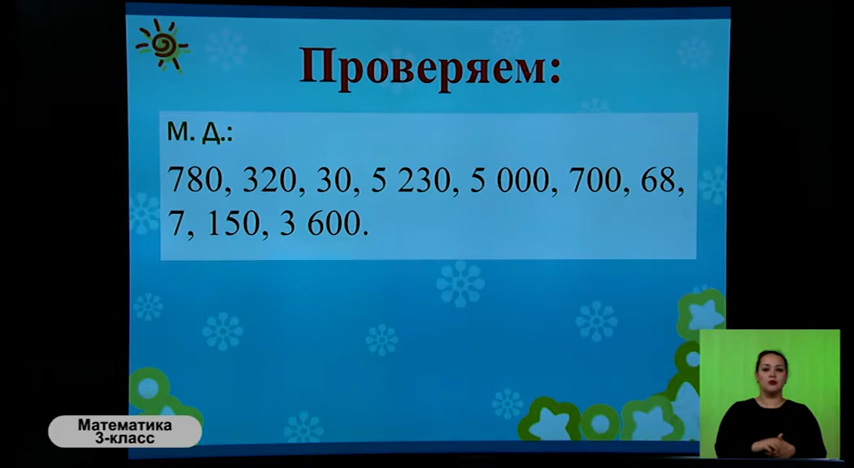 Проверяем:
М. Д.:
780, 320, 30, 5 230, 5 000, 700, 68,
7, 150, 3 600.
Математика
3-класс